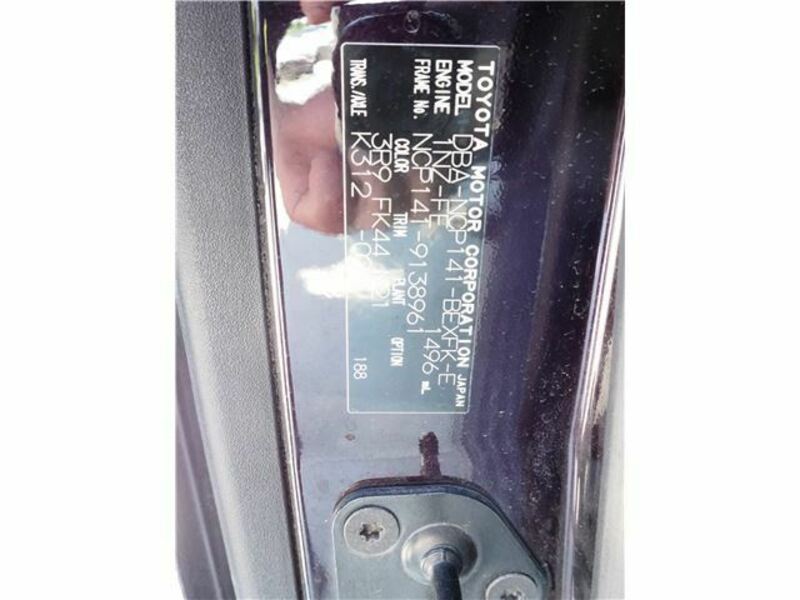 TOYOTA MOTOR CORPORATION JAPAN
MODEL DBA-NCP141-BEXFK-E
ENGINE 1NZ-FE 1496 mL
FRAME No. NCP141-9138961
COLOR TRIM PLANT OPTION
3R9 FK44
TRANS./AXLE K312 188